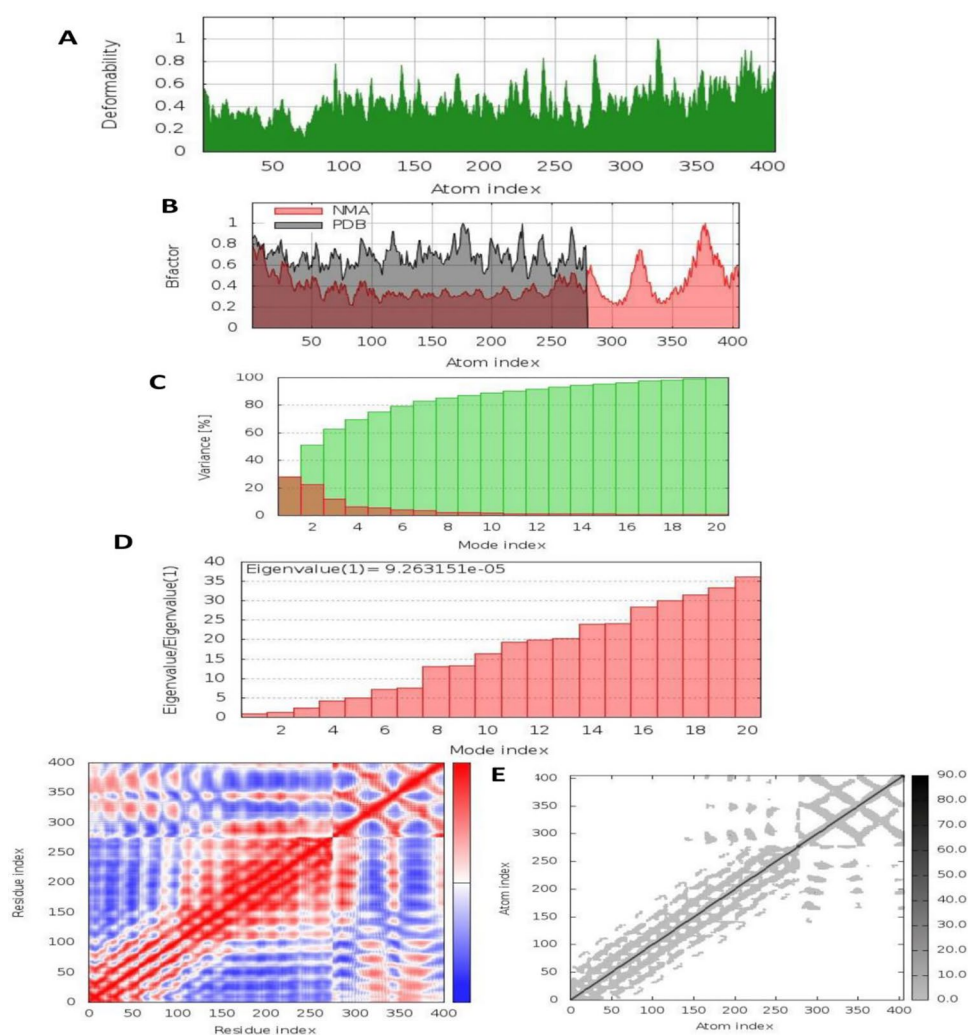 A
Deformability
1
0.8
0.6
0.4
0.2
0
50 100 150 200 250 300 350 400
Atom index
B
NMA
PDB
Bfactor
1
0.8
0.6
0.4
0.2
0
50 100 150 200 250 300 350 400
Atom index
C
Variance [%]
100
80
60
40
20
0
2 4 6 8 10 12 14 16 18 20
Mode index
D
Eigenvalue/Eigenvalue(1)
Eigenvalue(1)= 9.263151e-05
40
35
30
25
20
15
10
5
0
2 4 6 8 10 12 14 16 18 20
Mode index
Residue index
400
350
300
250
200
150
100
50
0
0 50 100 150 200 250 300 350 400
Residue index
E
Atom index
400
350
300
250
200
150
100
50
0
0 50 100 150 200 250 300 350 400
Atom index
90.0
80.0
70.0
60.0
50.0
40.0
30.0
20.0
10.0
0.0